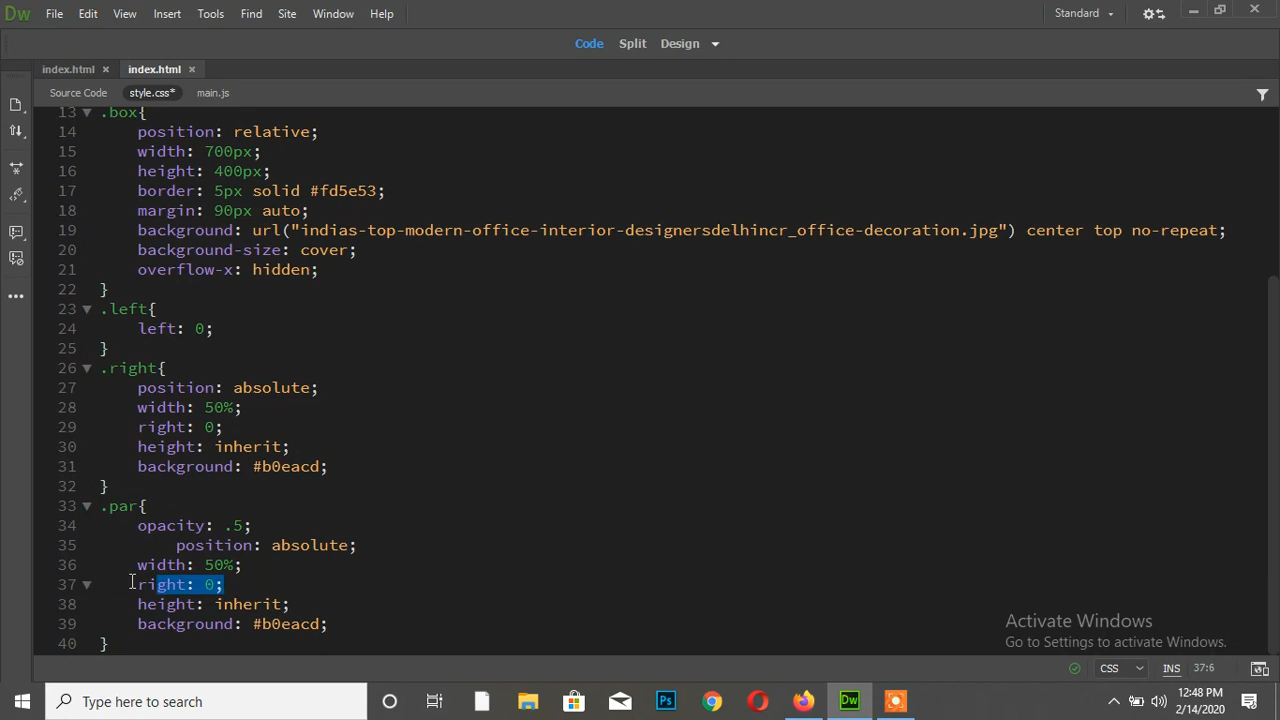 Dw File Edit View Insert Tools Find Site Window Help Standard
Code Split Design
index.html × index.html ×
Source Code style.css* main.js
13 .box{
14 position: relative;
15 width: 700px;
16 height: 400px;
17 border: 5px solid #fd5e53;
18 margin: 90px auto;
19 background: url("indias-top-modern-office-interior-designersdelhincr_office-decoration.jpg") center top no-repeat;
20 background-size: cover;
21 overflow-x: hidden;
22 }
23 .left{
24 left: 0;
25 }
26 .right{
27 position: absolute;
28 width: 50%;
29 right: 0;
30 height: inherit;
31 background: #b0eacd;
32 }
33 .par{
34 opacity: .5;
35 position: absolute;
36 width: 50%;
37 right: 0;
38 height: inherit;
39 background: #b0eacd;
40 }
Activate Windows
Go to Settings to activate Windows.
CSS INS 37:6
Type here to search Ps Dw 12:48 PM
2/14/2020